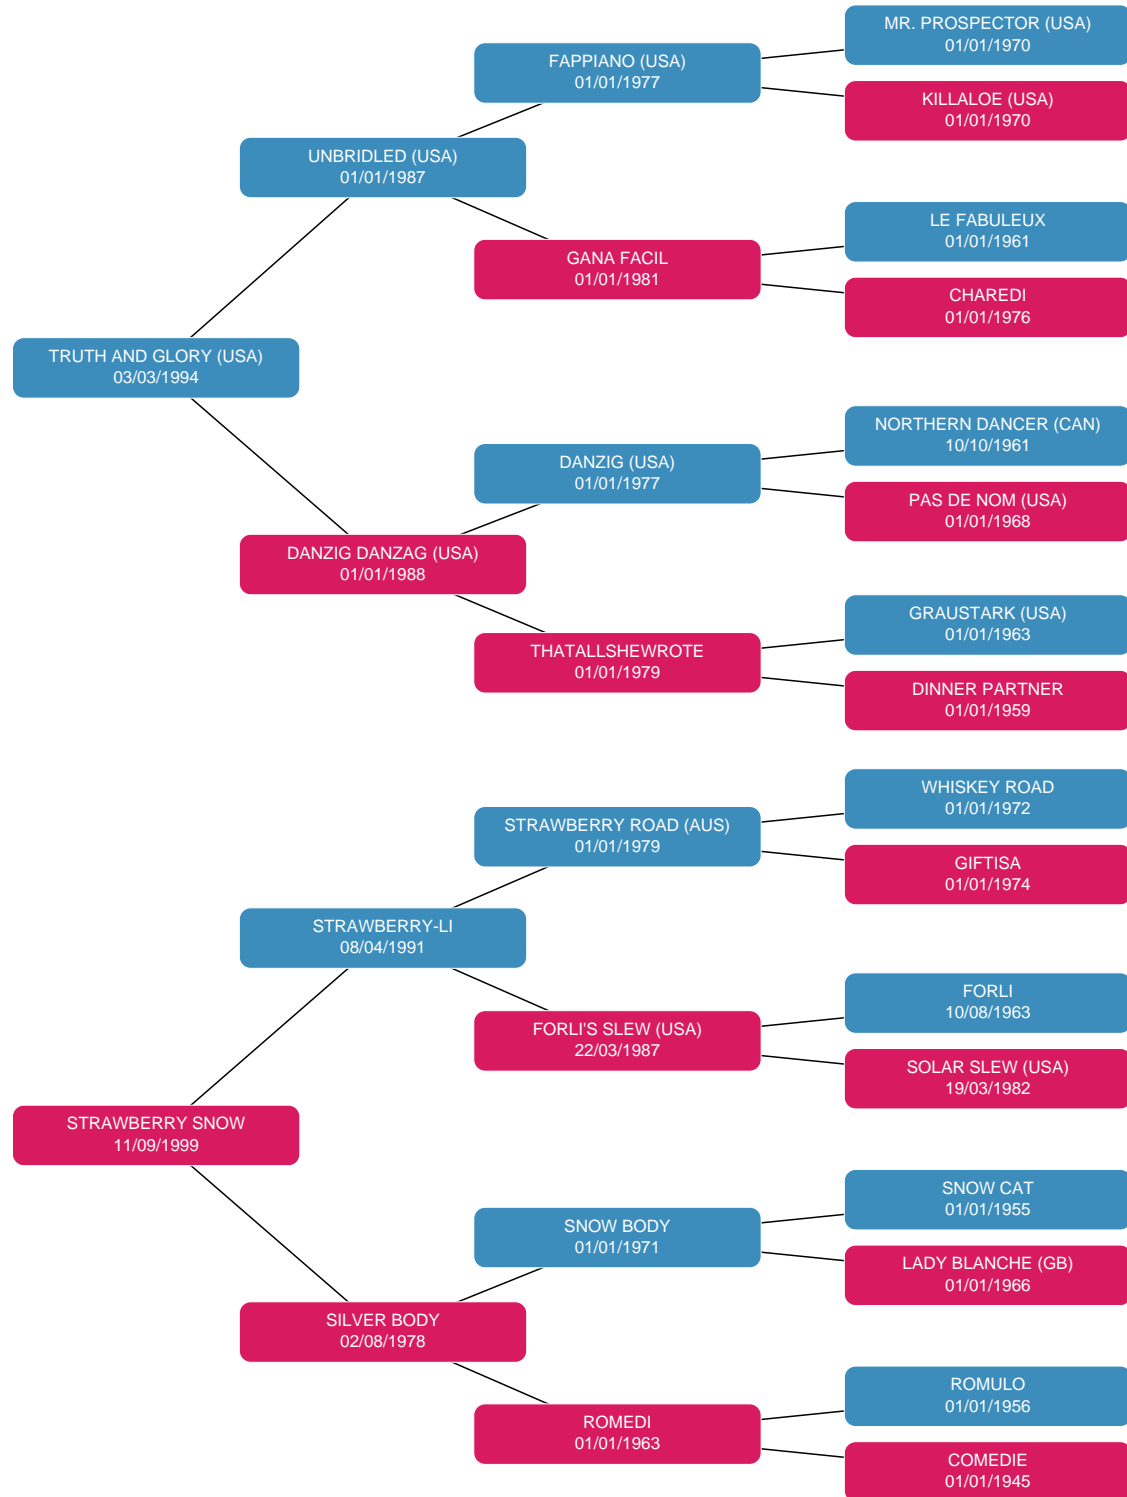 MR. PROSPECTOR (USA)
01/01/1970
FAPPIANO (USA)
01/01/1977
KILLALOE (USA)
01/01/1970
UNBRIDLED (USA)
01/01/1987
LE FABULEUX
01/01/1961
GANA FACIL
01/01/1981
CHAREDI
01/01/1976
TRUTH AND GLORY (USA)
03/03/1994
NORTHERN DANCER (CAN)
10/10/1961
DANZIG (USA)
01/01/1977
PAS DE NOM (USA)
01/01/1968
DANZIG DANZAG (USA)
01/01/1988
GRAUSTARK (USA)
01/01/1963
THATALLSHEWROTE
01/01/1979
DINNER PARTNER
01/01/1959
WHISKEY ROAD
01/01/1972
STRAWBERRY ROAD (AUS)
01/01/1979
GIFTISA
01/01/1974
STRAWBERRY-LI
08/04/1991
FORLI
10/08/1963
FORLI'S SLEW (USA)
22/03/1987
SOLAR SLEW (USA)
19/03/1982
STRAWBERRY SNOW
11/09/1999
SNOW CAT
01/01/1955
SNOW BODY
01/01/1971
LADY BLANCHE (GB)
01/01/1966
SILVER BODY
02/08/1978
ROMULO
01/01/1956
ROMEDI
01/01/1963
COMEDIE
01/01/1945